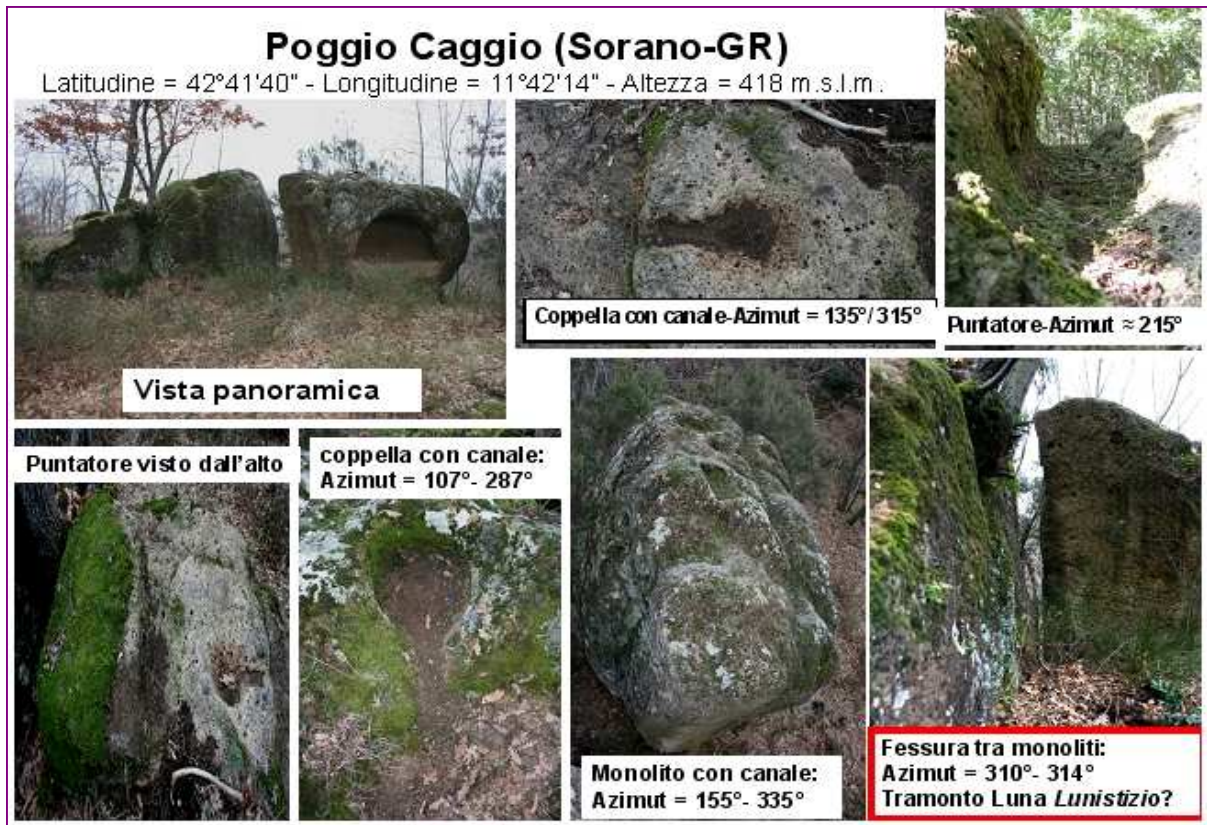 Poggio Caggio (Sorano-GR)
Latitudine = 42°41'40" - Longitudine = 11°42'14" - Altezza = 418 m.s.l.m.
Vista panoramica
Coppella con canale-Azimut = 135°/315°
Puntatore-Azimut ≈ 215°
Puntatore visto dall'alto
coppella con canale:
Azimut = 107°- 287°
Monolito con canale:
Azimut = 155°- 335°
Fessura tra monoliti:
Azimut = 310°- 314°
Tramonto Luna Lunistizio?